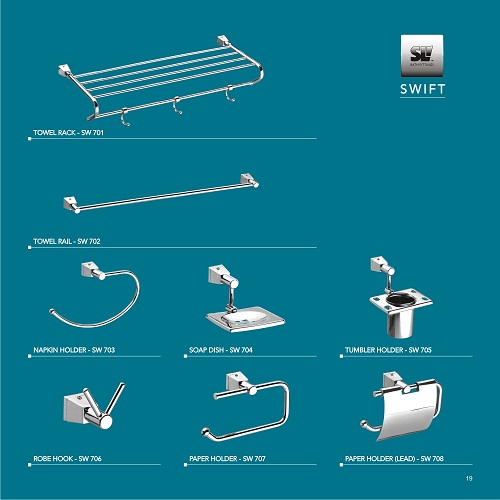 SLI
SWIFT
TOWEL RACK - SW 701
TOWEL RAIL - SW 702
NAPKIN HOLDER - SW 703
SOAP DISH - SW 704
TUMBLER HOLDER - SW 705
ROBE HOOK - SW 706
PAPER HOLDER - SW 707
PAPER HOLDER (LEAD) - SW 708
19